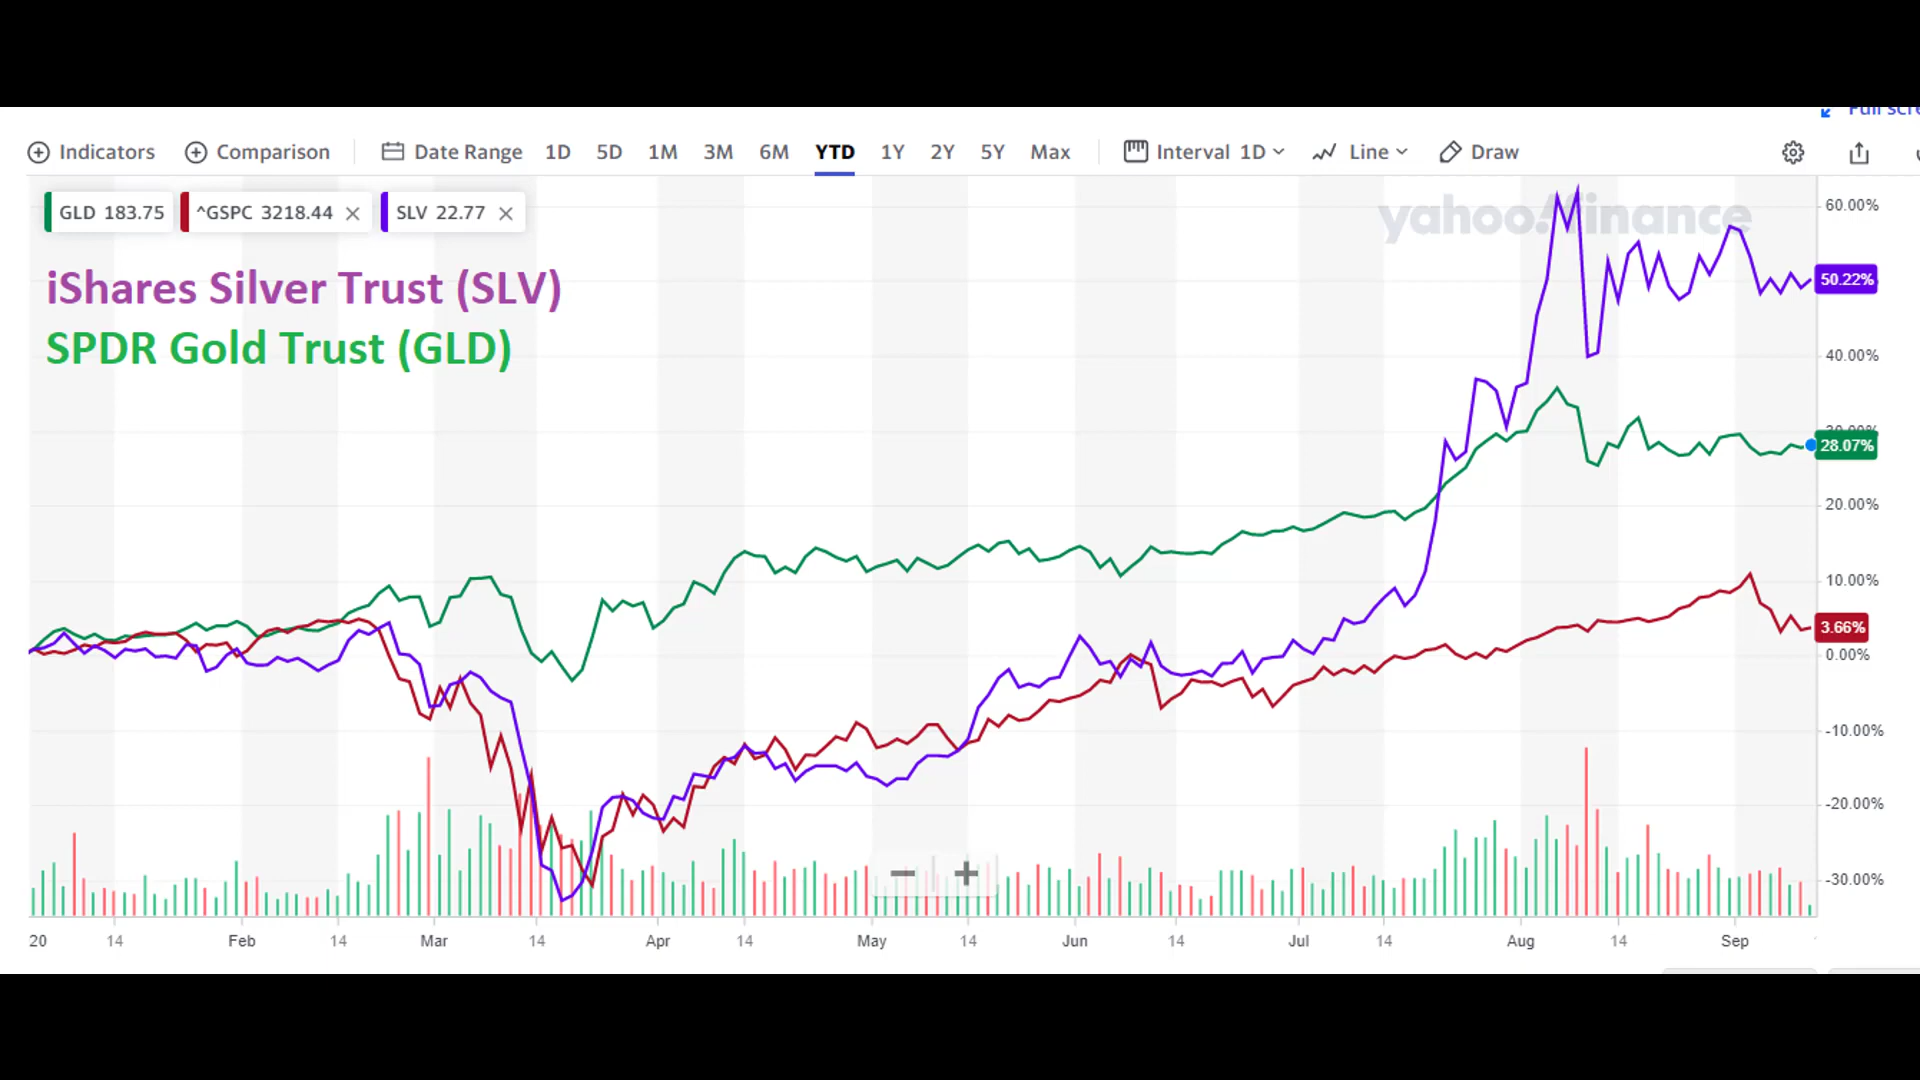 Indicators Comparison Date Range 1D 5D 1M 3M 6M YTD 1Y 2Y 5Y Max Interval 1D Line Draw
GLD 183.75 ^GSPC 3218.44 SLV 22.77
yahoo!finance
iShares Silver Trust (SLV)
SPDR Gold Trust (GLD)
60.00%
50.22%
40.00%
30.00%
28.07%
20.00%
10.00%
3.66%
0.00%
-10.00%
-20.00%
-30.00%
20 14 Feb 14 Mar 14 Apr 14 May 14 Jun 14 Jul 14 Aug 14 Sep